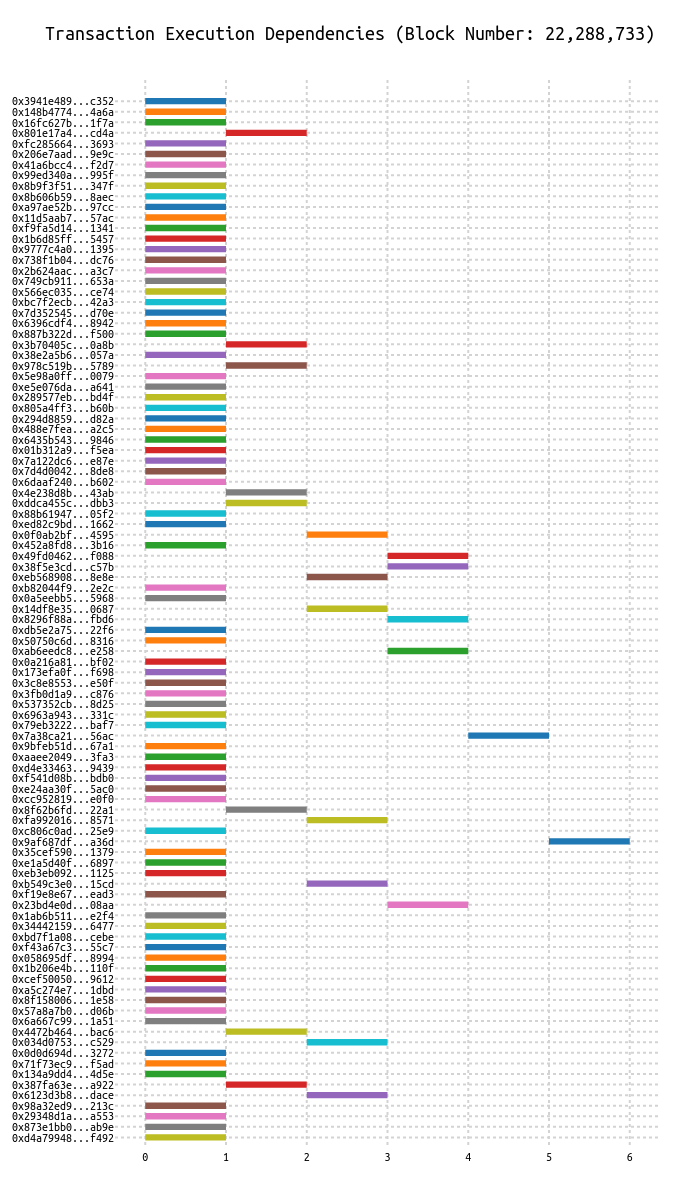 Transaction Execution Dependencies (Block Number: 22,288,733)
0x3941e489...c352
0x148b4774...4a6a
0x16fc627b...1f7a
0x801e17a4...cd4a
0xfc285664...3693
0x206e7aad...9e9c
0x41a6bcc4...f2d7
0x99ed340a...995f
0x8b9f3f51...347f
0x8b606b59...8aec
0xa97ae52b...97cc
0x11d5aab7...57ac
0xf9fa5d14...1341
0x1b6d85ff...5457
0x9777c4a0...1395
0x738f1b04...dc76
0x2b624aac...a3c7
0x749cb911...653a
0x566ec035...ce74
0xbc7f2ecb...42a3
0x7d352545...d70e
0x6396cdf4...8942
0x887b322d...f500
0x3b70405c...0a8b
0x38e2a5b6...057a
0x978c519b...5789
0x5e98a0ff...0079
0xe5e076da...a641
0x289577eb...bd4f
0x805a4ff3...b60b
0x294d8859...d82a
0x488e7fea...a2c5
0x6435b543...9846
0x01b312a9...f5ea
0x7a122dc6...e87e
0x7d4d0042...8de8
0x6daaf240...b602
0x4e238d8b...43ab
0xddca455c...dbb3
0x88b61947...05f2
0xed82c9bd...1662
0x0f0ab2bf...4595
0x452a8fd8...3b16
0x49fd0462...f088
0x38f5e3cd...c57b
0xeb568908...8e8e
0xb82044f9...2e2c
0x0a5eebb5...5968
0x14df8e35...0687
0x8296f88a...fbd6
0xdb5e2a75...22f6
0x50750c6d...8316
0xab6eedc8...e258
0x0a216a81...bf02
0x173efa0f...f698
0x3c8e8553...e50f
0x3fb0d1a9...c876
0x537352cb...8d25
0x6963a943...331c
0x79eb3222...baf7
0x7a38ca21...56ac
0x9bfeb51d...67a1
0xaaee2049...3fa3
0xd4e33463...9439
0xf541d08b...bdb0
0xe24aa30f...5ac0
0xcc952819...e0f0
0x8f62b6fd...22a1
0xfa992016...8571
0xc806c0ad...25e9
0x9af687df...a36d
0x35cef590...1379
0xe1a5d40f...6897
0xeb3eb092...1125
0xb549c3e0...15cd
0xf19e8e67...ead3
0x23bd4e0d...08aa
0x1ab6b511...e2f4
0x34442159...6477
0xbd7f1a08...cebe
0xf43a67c3...55c7
0x058695df...8994
0x1b206e4b...110f
0xcef50050...9612
0xa5c274e7...1dbd
0x8f158006...1e58
0x57a8a7b0...d06b
0x6a667c99...1a51
0x4472b464...bac6
0x034d0753...c529
0x0d0d694d...3272
0x71f73ec9...f5ad
0x134a9dd4...4d5e
0x387fa63e...a922
0x6123d3b8...dace
0x98a32ed9...213c
0x29348d1a...a553
0x873e1bb0...ab9e
0xd4a79948...f492
0 1 2 3 4 5 6